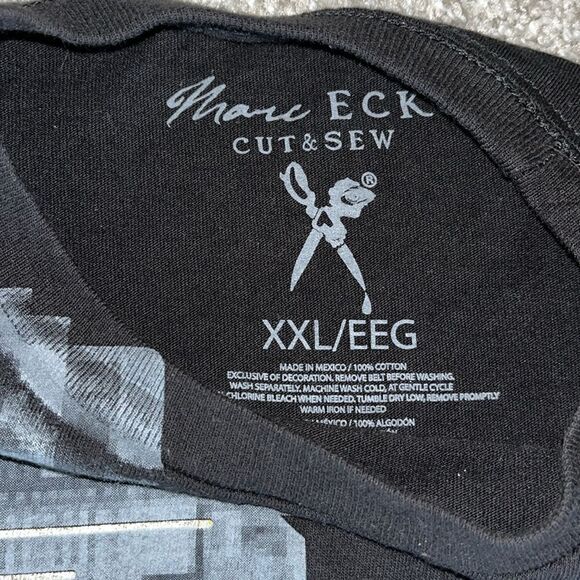 Marc ECK
CUT & SEW
®
XXL/EEG
MADE IN MEXICO / 100% COTTON
EXCLUSIVE OF DECORATION. REMOVE BELT BEFORE WASHING.
WASH SEPARATELY. MACHINE WASH COLD, AT GENTLE CYCLE
CHLORINE BLEACH WHEN NEEDED. TUMBLE DRY LOW, REMOVE PROMPTLY
WARM IRON IF NEEDED
MÉXICO / 100% ALGODÓN